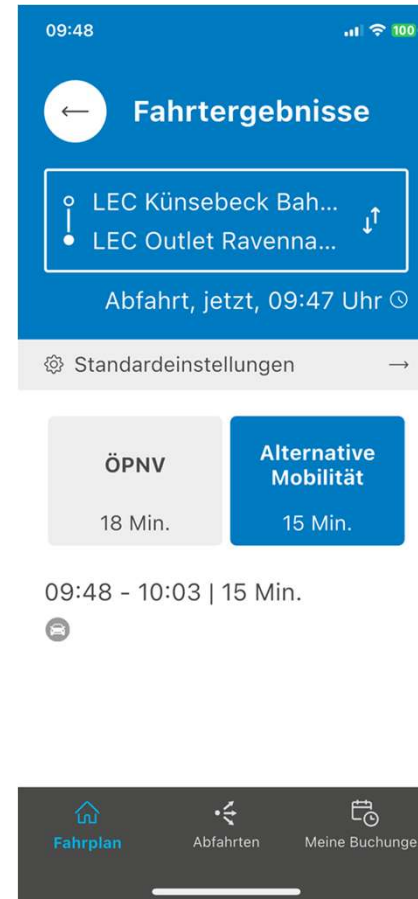 09:48
100
Fahrtergebnisse
LEC Künsebeck Bah...
LEC Outlet Ravenna...
Abfahrt, jetzt, 09:47 Uhr
Standardeinstellungen
ÖPNV
18 Min.
Alternative
Mobilität
15 Min.
09:48 - 10:03 | 15 Min.
Fahrplan
Abfahrten
Meine Buchunge